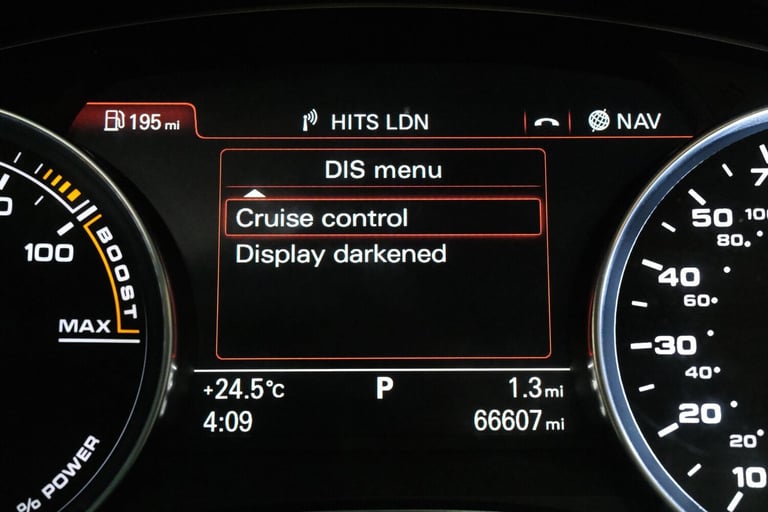 195 mi
HITS LDN
NAV
DIS menu
Cruise control
Display darkened
+24.5°C
P
1.3 mi
4:09
66607 mi
100
BOOST
MAX
% POWER
50
100
80
40
60
30
40
20
20
10